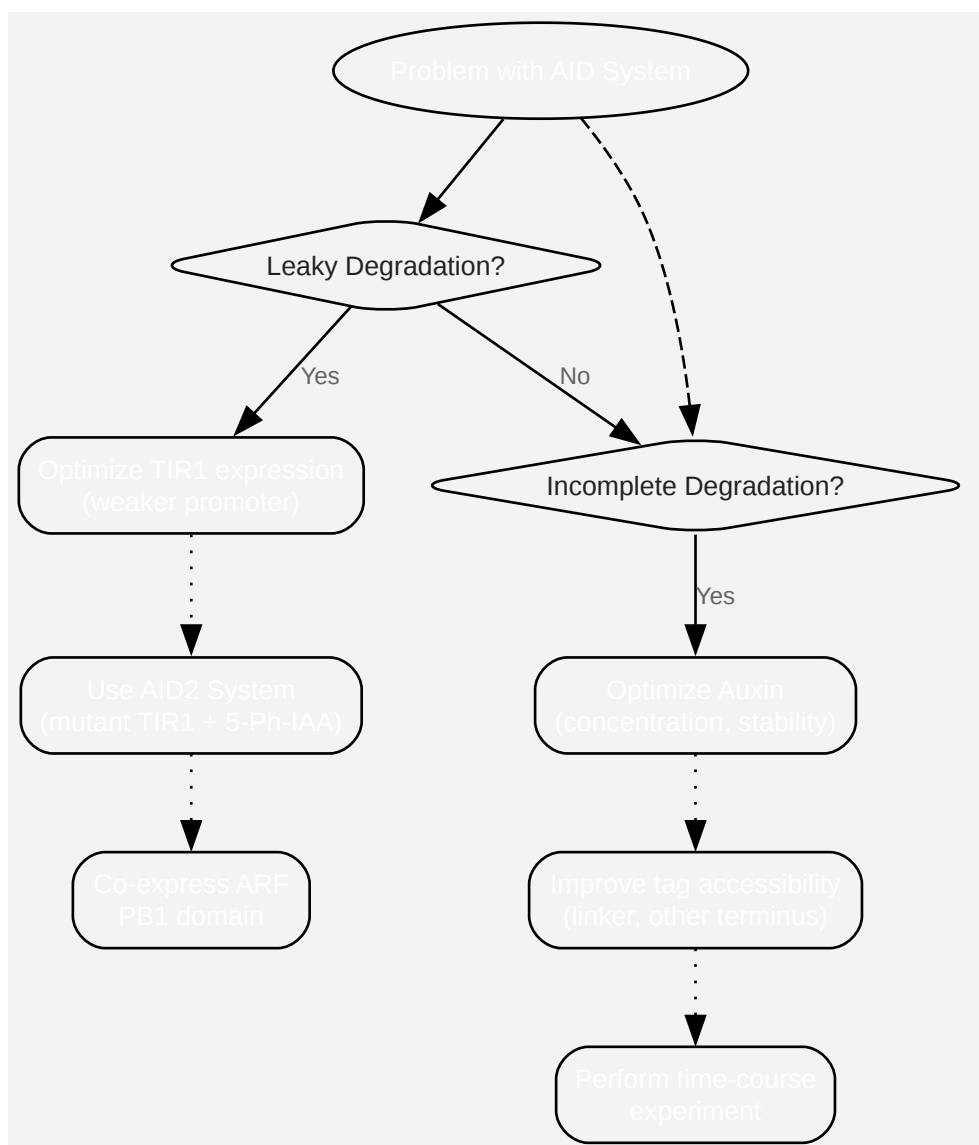 Problem with AID System
Leaky Degradation?
Yes
No
Optimize TIR1 expression
(weaker promoter)
Incomplete Degradation?
Yes
Use AID2 System
(mutant TIR1 + 5-Ph-IAA)
Optimize Auxin
(concentration, stability)
Co-express ARF
PB1 domain
Improve tag accessibility
(linker, other terminus)
Perform time-course
experiment